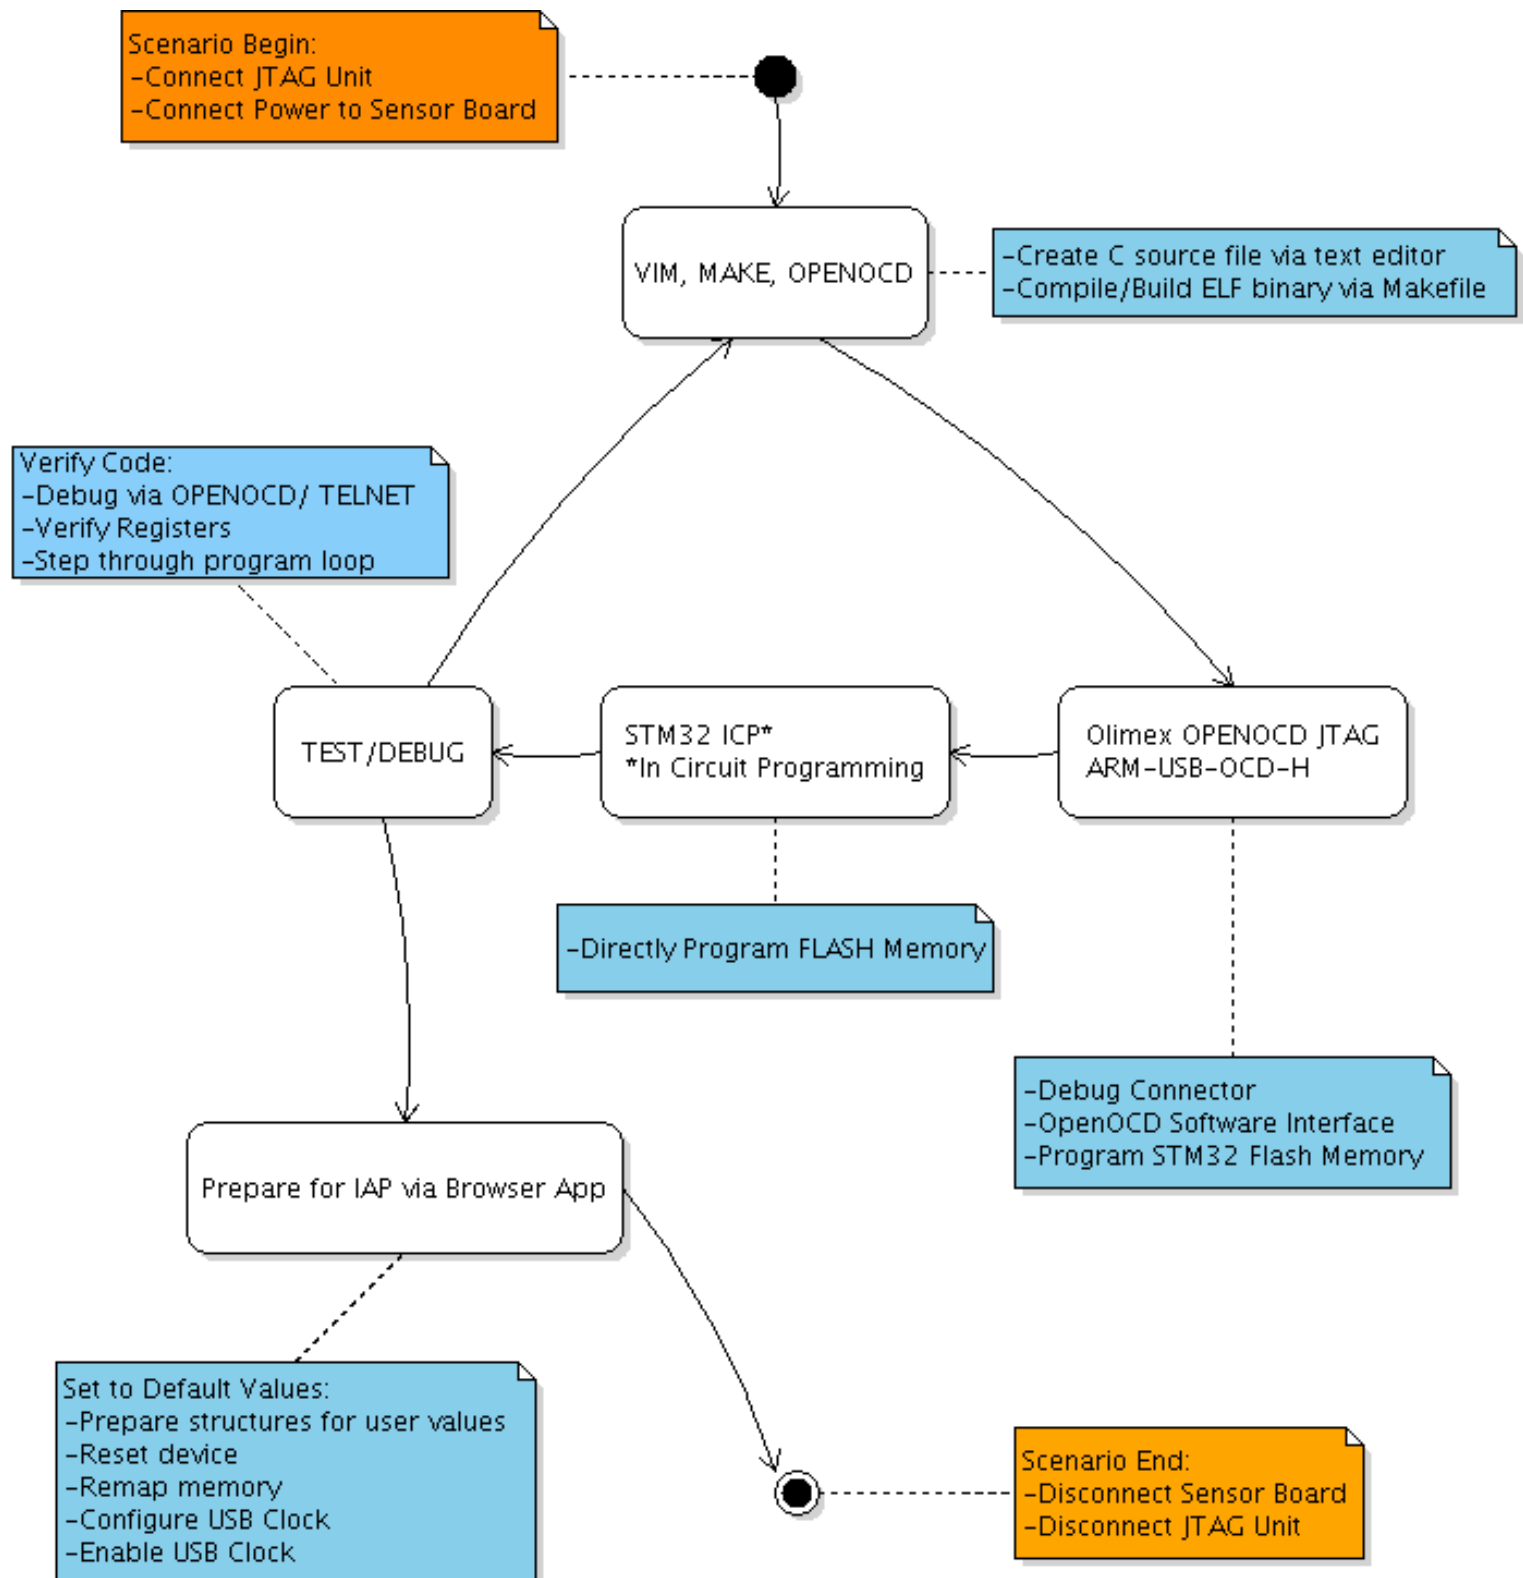 Scenario Begin:
-Connect JTAG Unit
-Connect Power to Sensor Board
VIM, MAKE, OPENOCD
-Create C source file via text editor
-Compile/Build ELF binary via Makefile
Verify Code:
-Debug via OPENOCD/ TELNET
-Verify Registers
-Step through program loop
TEST/DEBUG
STM32 ICP*
*In Circuit Programming
Olimex OPENOCD JTAG
ARM-USB-OCD-H
-Directly Program FLASH Memory
-Debug Connector
-OpenOCD Software Interface
-Program STM32 Flash Memory
Prepare for IAP via Browser App
Set to Default Values:
-Prepare structures for user values
-Reset device
-Remap memory
-Configure USB Clock
-Enable USB Clock
Scenario End:
-Disconnect Sensor Board
-Disconnect JTAG Unit